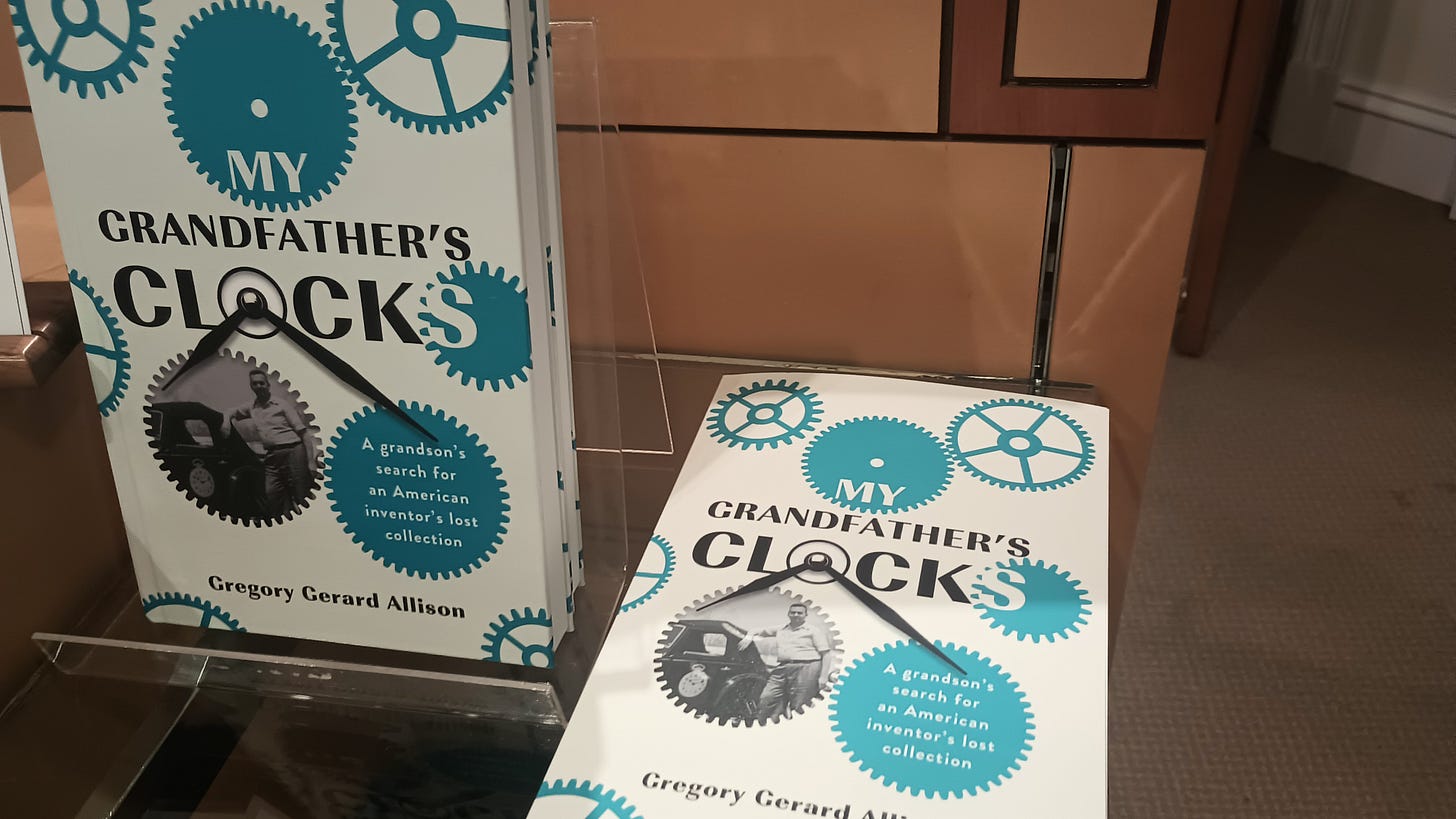 MY
GRANDFATHER'S
CLOCKS
A grandson's
search for
an American
inventor's lost
collection
Gregory Gerard Allison
MY
GRANDFATHER'S
CLOCKS
A grandson's
search for
an American
inventor's lost
collection
Gregory Gerard